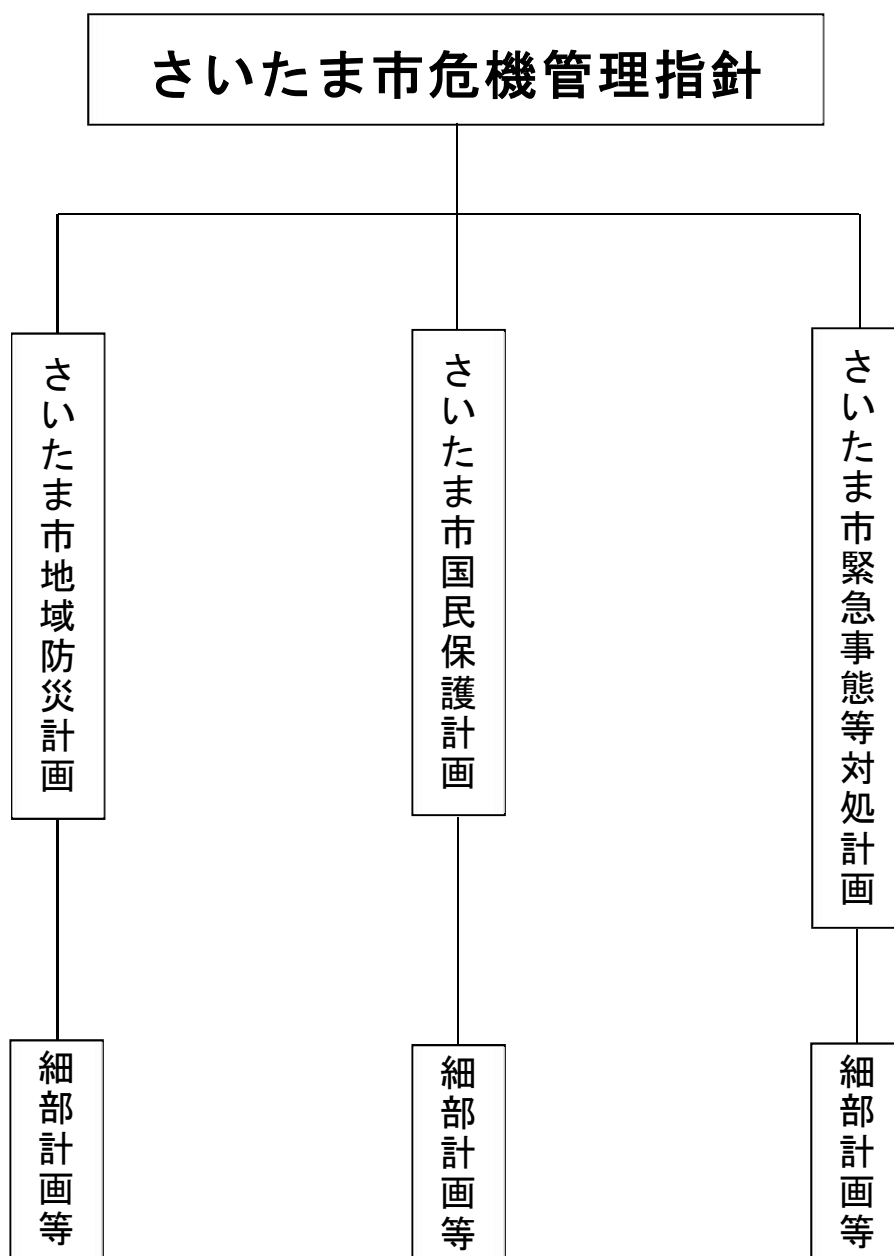 さいたま市危機管理指針
さいたま市地域防災計画
さいたま市国民保護計画
さいたま市緊急事態等対処計画
細部計画等
細部計画等
細部計画等